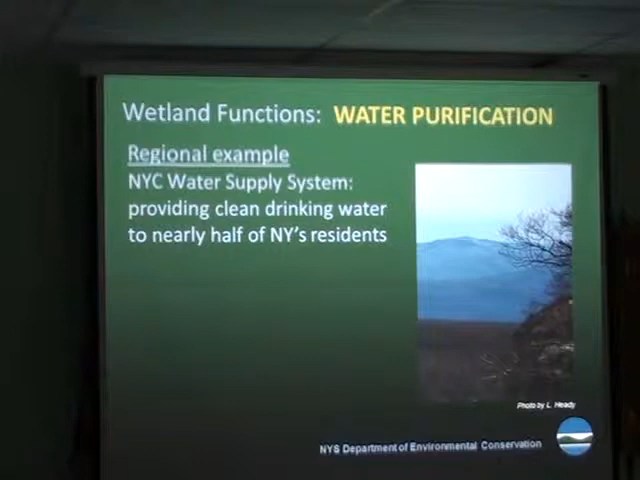 Wetland Functions: WATER PURIFICATION
Regional example
NYC Water Supply System:
providing clean drinking water
to nearly half of NY's residents
Photo by L. Heady
NYS Department of Environmental Conservation